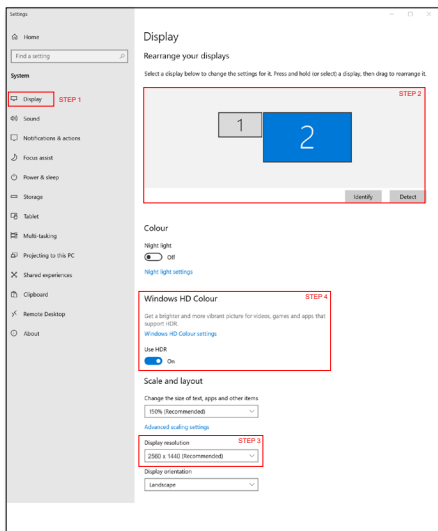 Settings
Home
Find a setting
System
Display STEP 1
Sound
Notifications & actions
Focus assist
Power & sleep
Storage
Tablet
Multi-tasking
Projecting to this PC
Shared experiences
Clipboard
Remote Desktop
About
Display
Rearrange your displays
Select a display below to change the settings for it. Press and hold (or select) a display, then drag to rearrange it.
STEP 2
1 2
Identify Detect
Colour
Night light
Off
Night light settings
Windows HD Colour STEP 4
Get a brighter and more vibrant picture for videos, games and apps that
support HDR.
Windows HD Colour settings
Use HDR
On
Scale and layout
Change the size of text, apps and other items
150% (Recommended)
Advanced scaling settings
Display resolution STEP 3
2560 x 1440 (Recommended)
Display orientation
Landscape